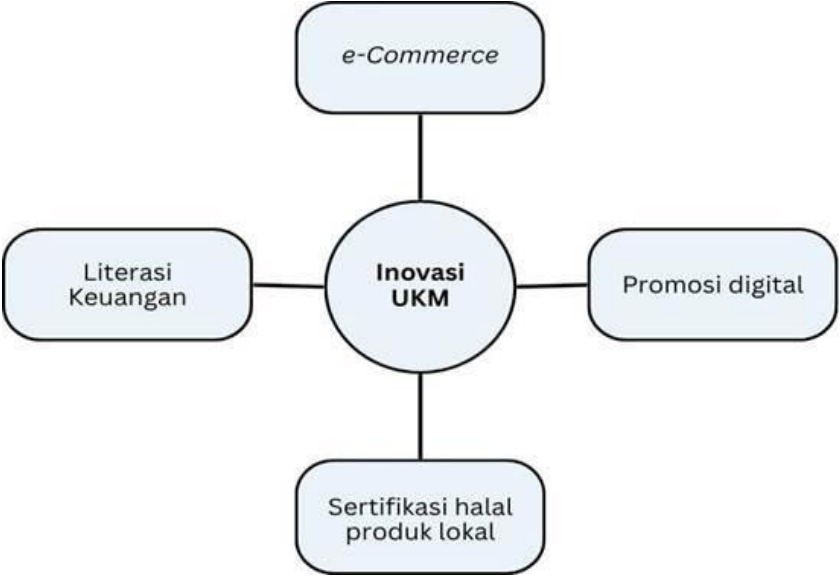 e-Commerce
Literasi
Keuangan
Inovasi
UKM
Promosi digital
Sertifikasi halal
produk lokal